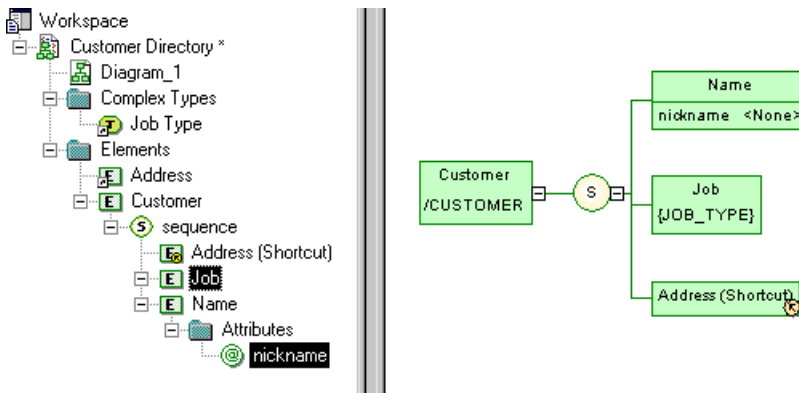 Workspace
Customer Directory *
Diagram_1
Complex Types
T Job Type
Elements
E Address
E Customer
S sequence
E Address (Shortcut)
E Job
E Name
Attributes
@ nickname
Name
nickname <None>
Customer
/CUSTOMER
S
Job
{JOB_TYPE}
Address (Shortcut)